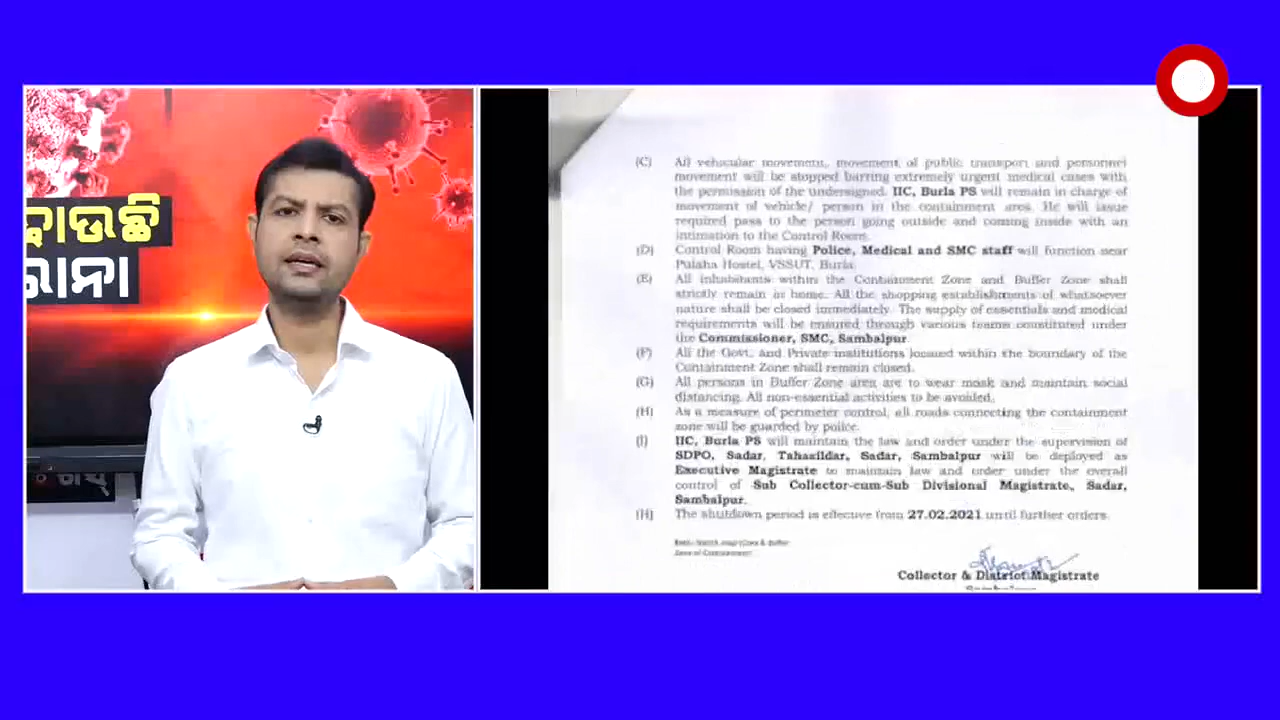 ବାଉଛି
ରାନା
(C) All vehicular movement, movement of public transport and personnel
movement will be stopped barring extremely urgent medical cases with
the permission of the undersigned. IIC, Burla PS will remain in charge of
movement of vehicle/ person in the containment area. He will issue
required pass to the person going outside and coming inside with an
intimation to the Control Room.
(D) Control Room having Police, Medical and SMC staff will function near
Pulaha Hostel, VSSUT, Burla.
(E) All inhabitants within the Containment Zone and Buffer Zone shall
strictly remain in home. All the shopping establishments of whatsoever
nature shall be closed immediately. The supply of essentials and medical
requirements will be ensured through various teams constituted under
the Commissioner, SMC, Sambalpur.
(F) All the Govt. and Private institutions located within the boundary of the
Containment Zone shall remain closed.
(G) All persons in Buffer Zone area are to wear mask and maintain social
distancing. All non-essential activities to be avoided.
(H) As a measure of perimeter control, all roads connecting the containment
zone will be guarded by police.
(I) IIC, Burla PS will maintain the law and order under the supervision of
SDPO, Sadar, Tahasildar, Sadar, Sambalpur will be deployed as
Executive Magistrate to maintain law and order under the overall
control of Sub Collector-cum-Sub Divisional Magistrate, Sadar,
Sambalpur.
(H) The shutdown period is effective from 27.02.2021 until further orders.
Zone of Containment
Collector & District Magistrate
Sambalpur